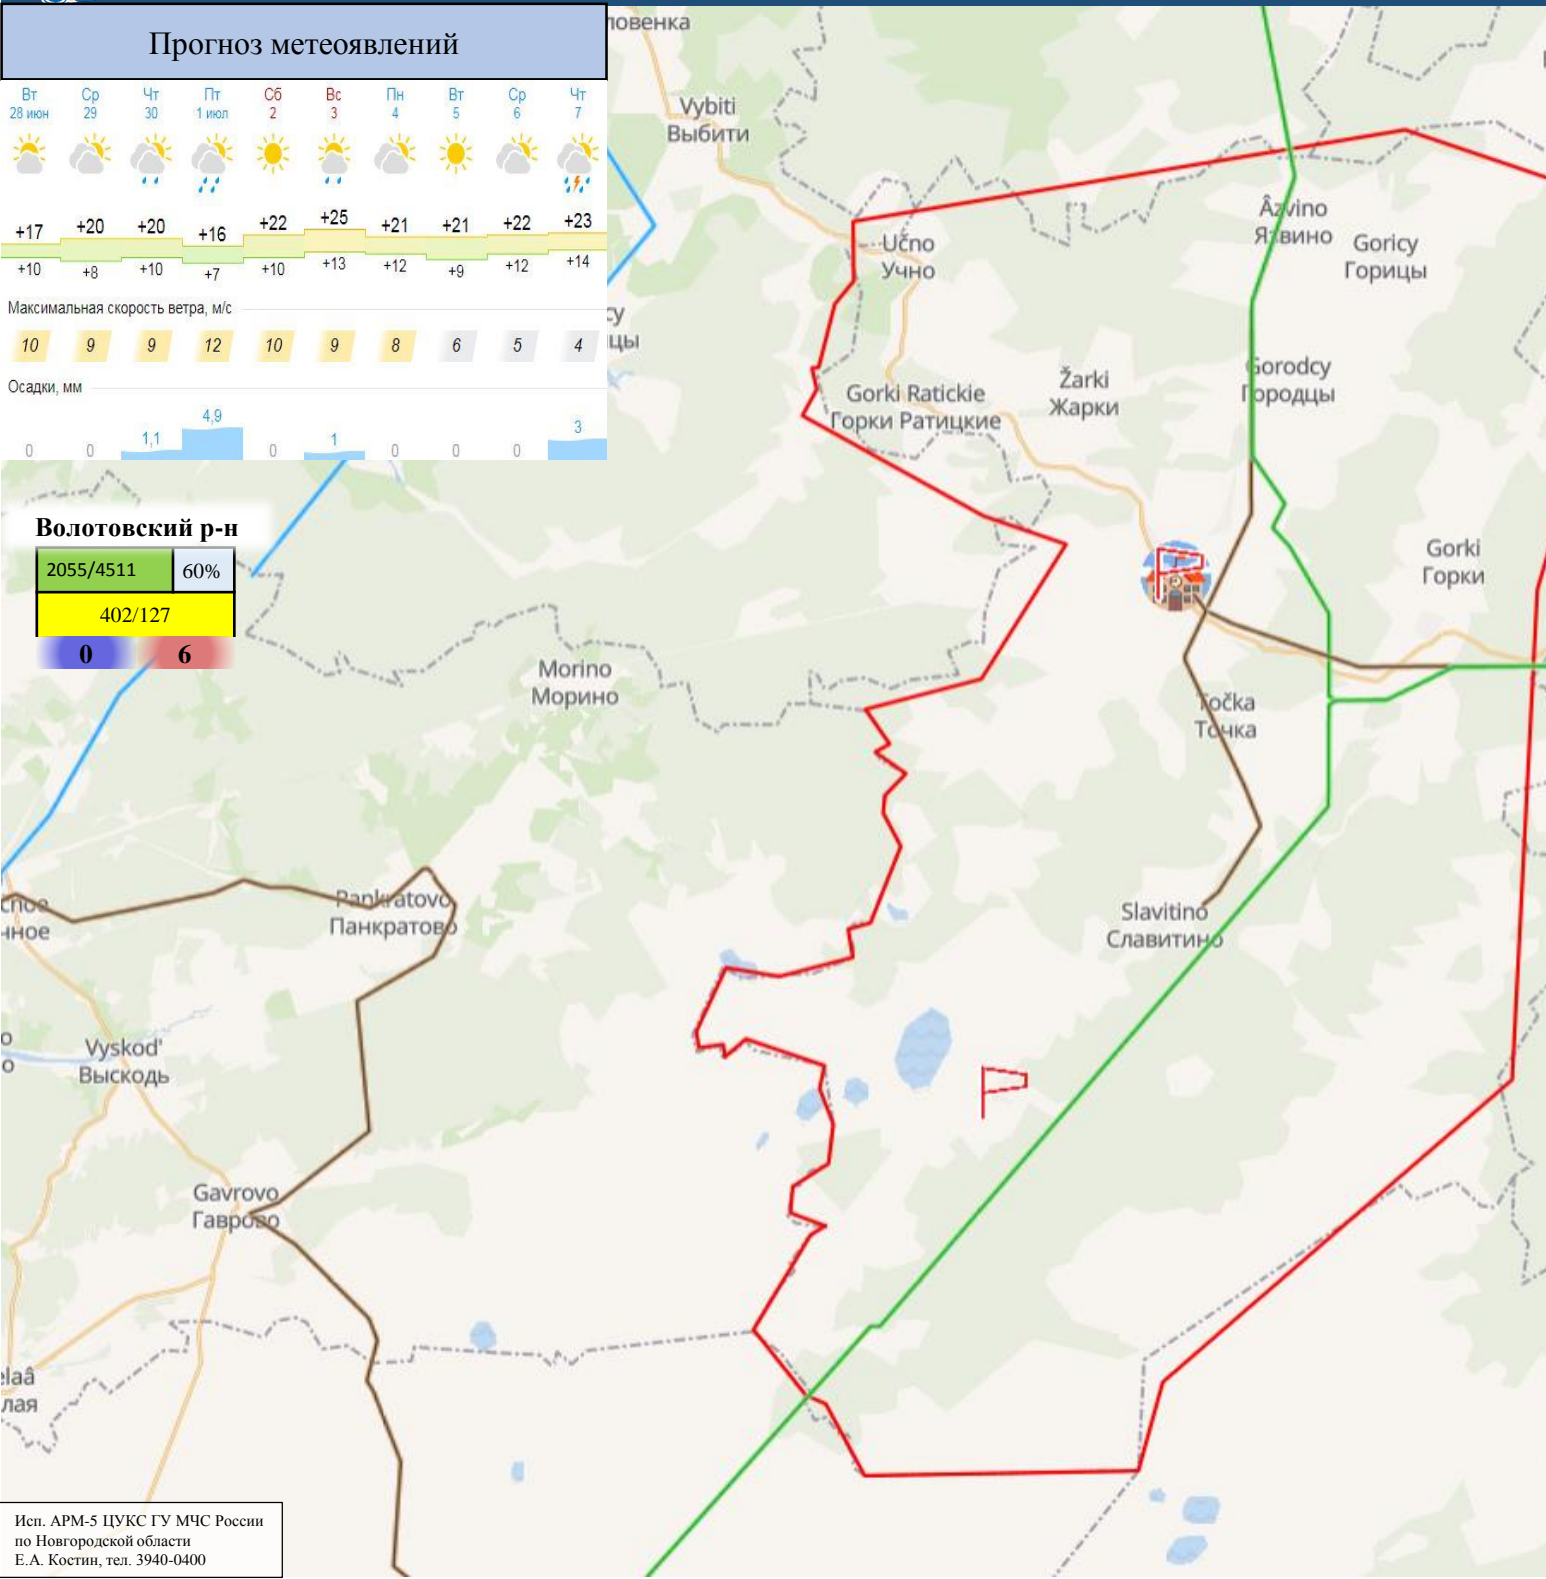 Прогноз метеоявлений
Вт Ср Чт Пт Сб Вс Пн Вт Ср Чт
28 июн 29 30 1 июл 2 3 4 5 6 7
+17 +20 +20 +16 +22 +25 +21 +21 +22 +23
+10 +8 +10 +7 +10 +13 +12 +9 +12 +14
Максимальная скорость ветра, м/с
10 9 9 12 10 9 8 6 5 4
Осадки, мм
0 0 1,1 4,9 0 1 0 0 0 3
Волотовский р-н
2055/4511 60%
402/127
0 6
Vybiti
Выбити
Učno
Учно
Âzvino
Язвино
Goricy
Горицы
Gorki Ratickie
Горки Ратицкие
Žarki
Жарки
Gorodcy
Городцы
Gorki
Горки
Morino
Морино
Točka
Точка
Pankratovo
Панкратово
Slavitino
Славитино
Vyskod'
Выскодь
Gavrovo
Гаврово
Исп. АРМ-5 ЦУКС ГУ МЧС России
по Новгородской области
Е.А. Костин, тел. 3940-0400